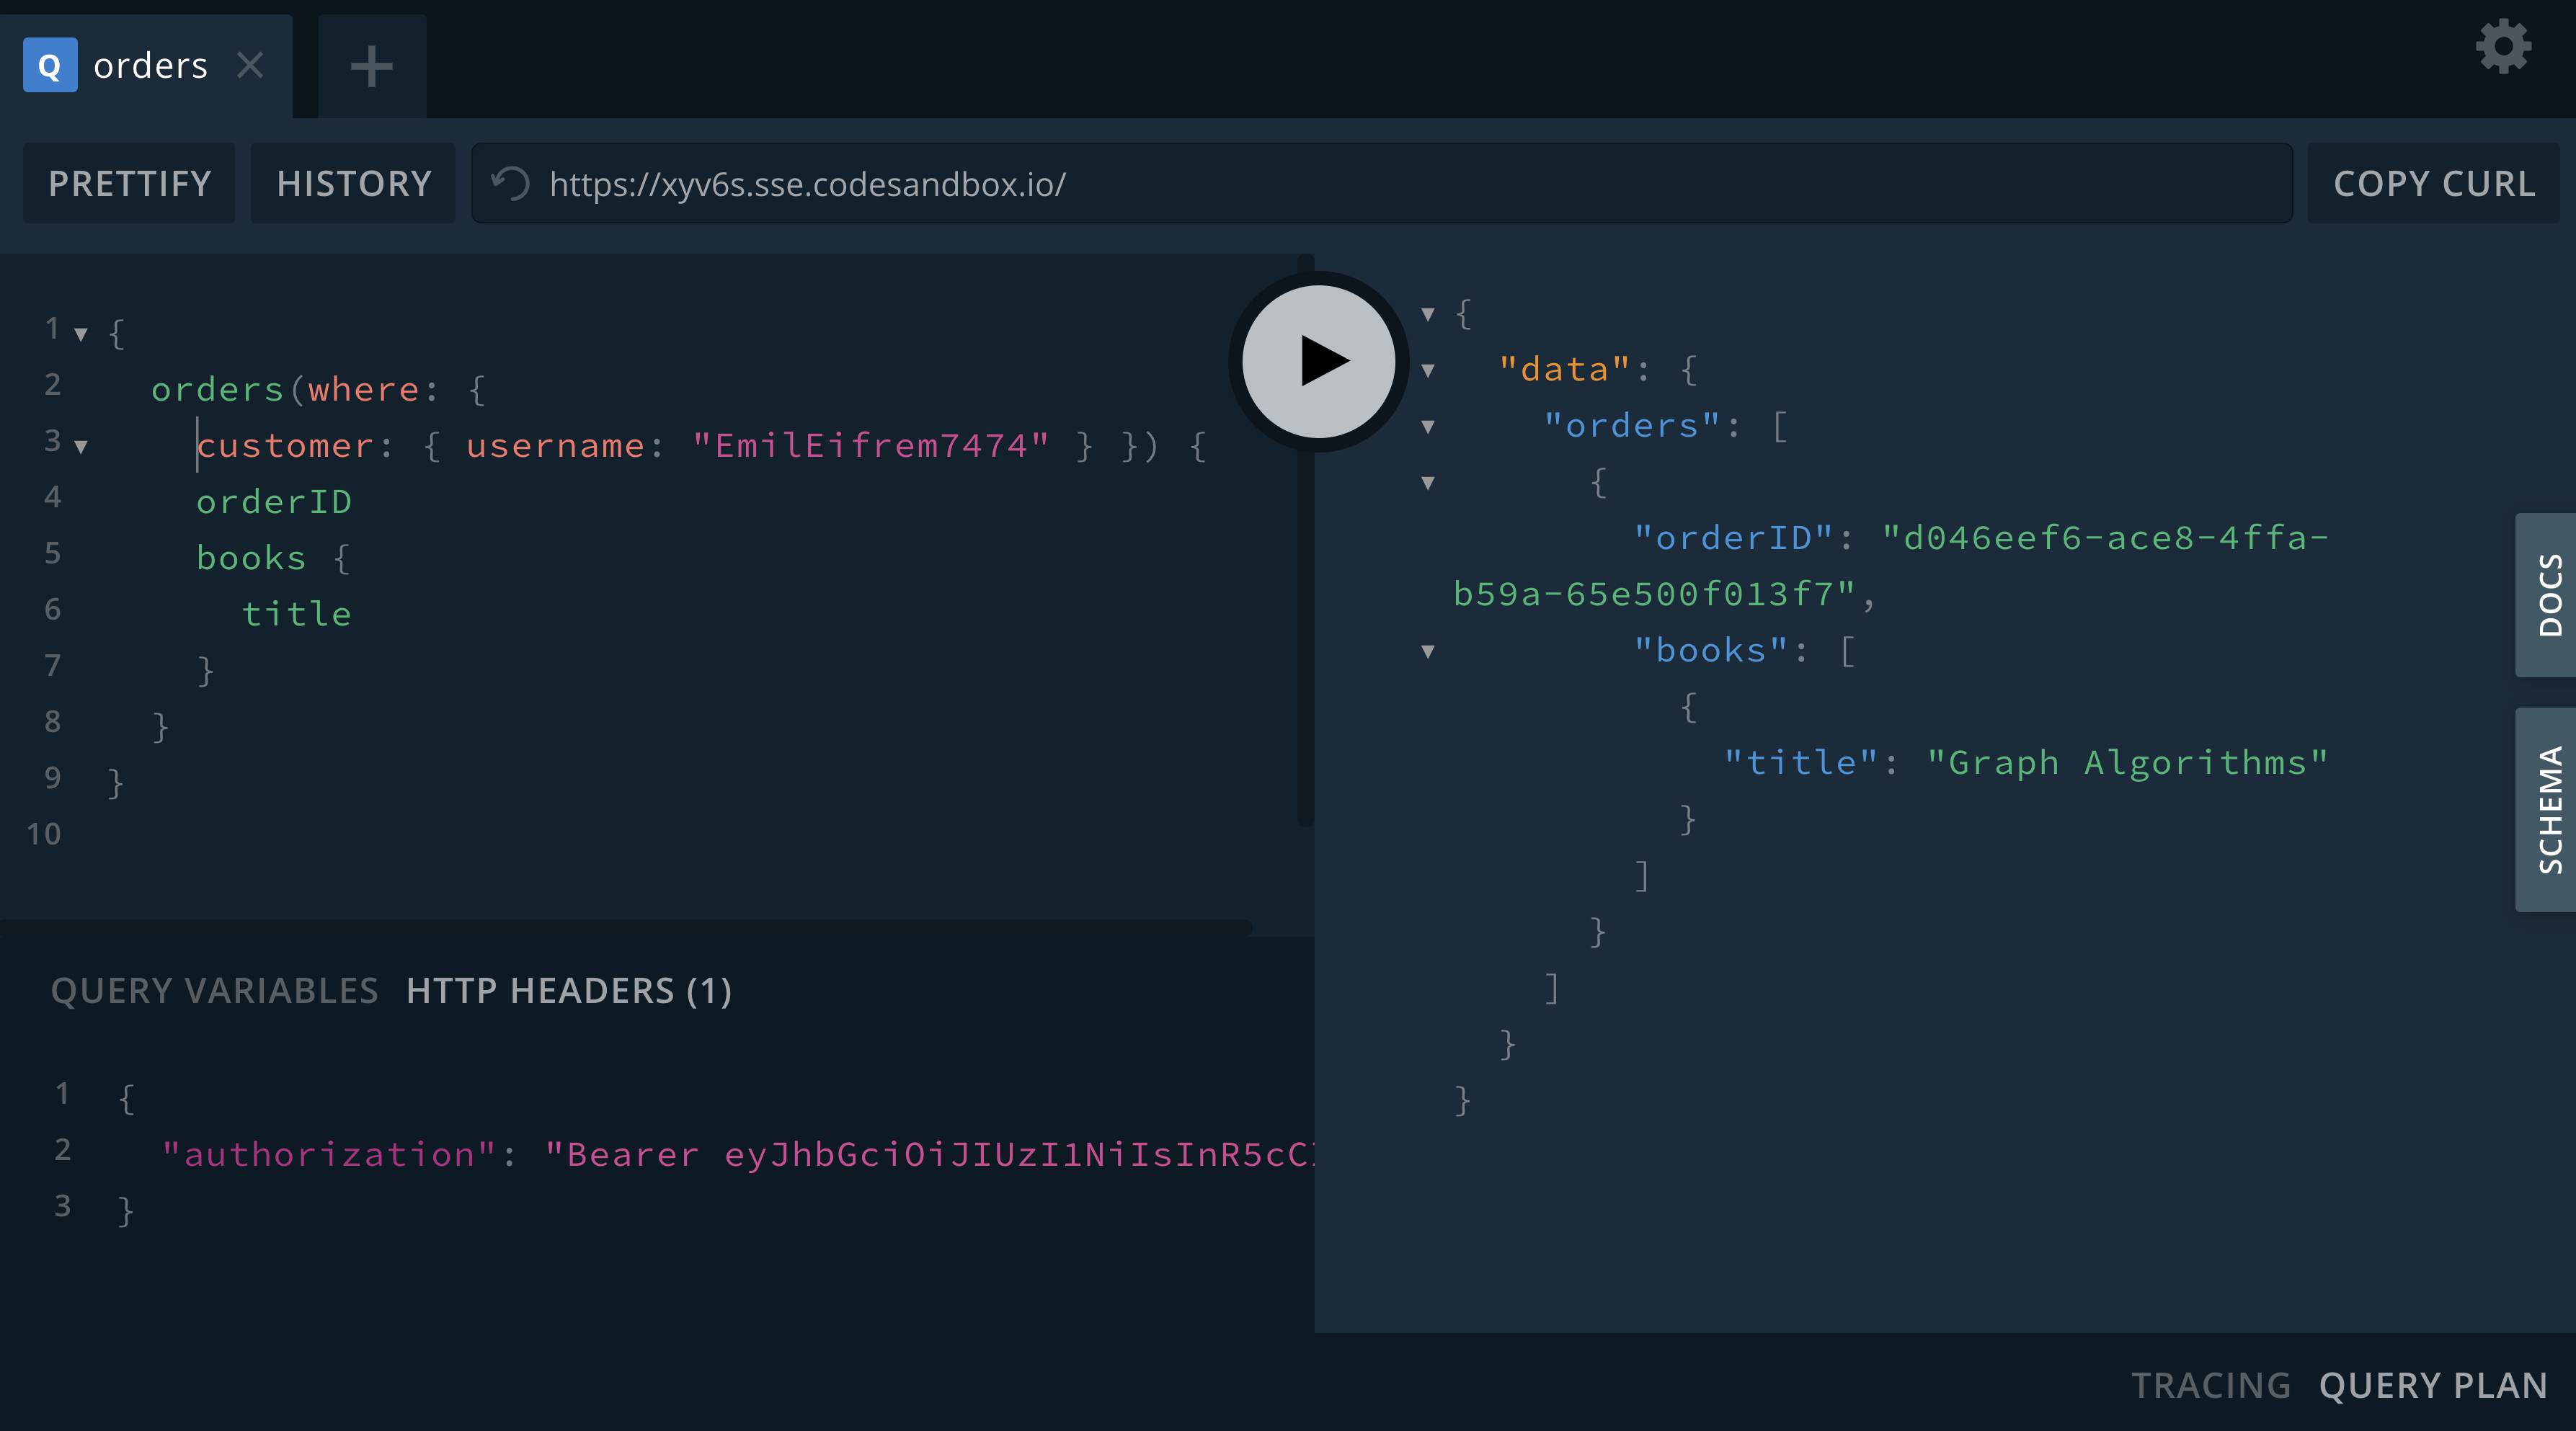 Q orders
PRETTIFY HISTORY https://xyv6s.sse.codesandbox.io/ COPY CURL
1 {
2 orders(where: {
3 customer: { username: "EmilEifrem7474" } }) {
4 orderID
5 books {
6 title
7 }
8 }
9 }
10
QUERY VARIABLES HTTP HEADERS (1)
1 {
2 "authorization": "Bearer eyJhbGciOiJIUzI1NiIsInR5cC
3 }
{
"data": {
"orders": [
{
"orderID": "d046eef6-ace8-4ffa-
b59a-65e500f013f7",
"books": [
{
"title": "Graph Algorithms"
}
]
}
]
}
}
DOCS
SCHEMA
TRACING QUERY PLAN